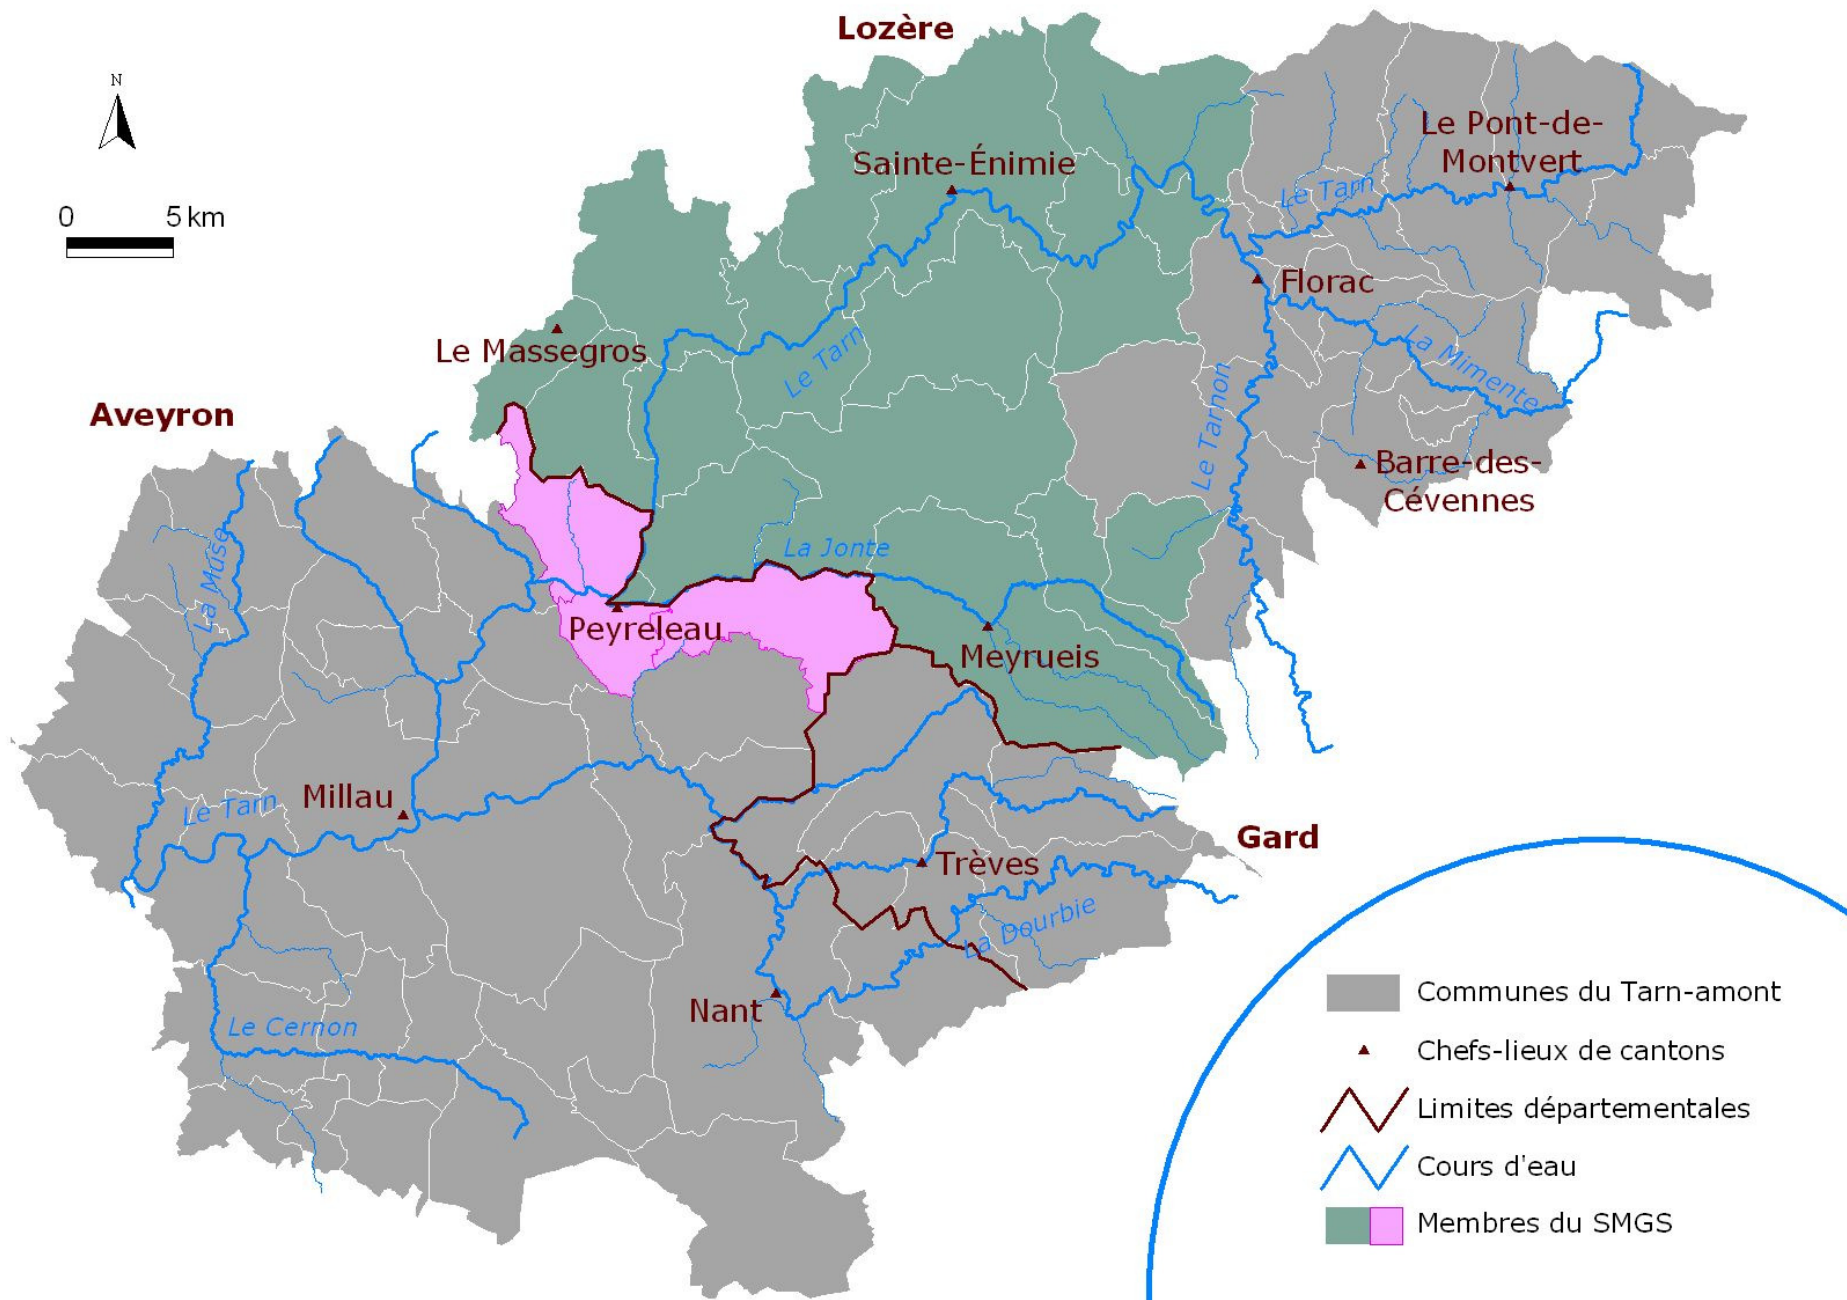 Lozère
N
Le Pont-de-
Montvert
Sainte-Énimie
Le Tarn
0 5 km
Florac
Le Massegros
Le Tarn
La Mimente
Le Tarnon
Aveyron
Barre-des-
Cévennes
La Muse
La Jonte
Peyreleau
Meyrueis
Millau
Le Tarn
Gard
Trèves
La Dourbie
Nant
Le Cernon
Communes du Tarn-amont
Chefs-lieux de cantons
Limites départementales
Cours d'eau
Membres du SMGS